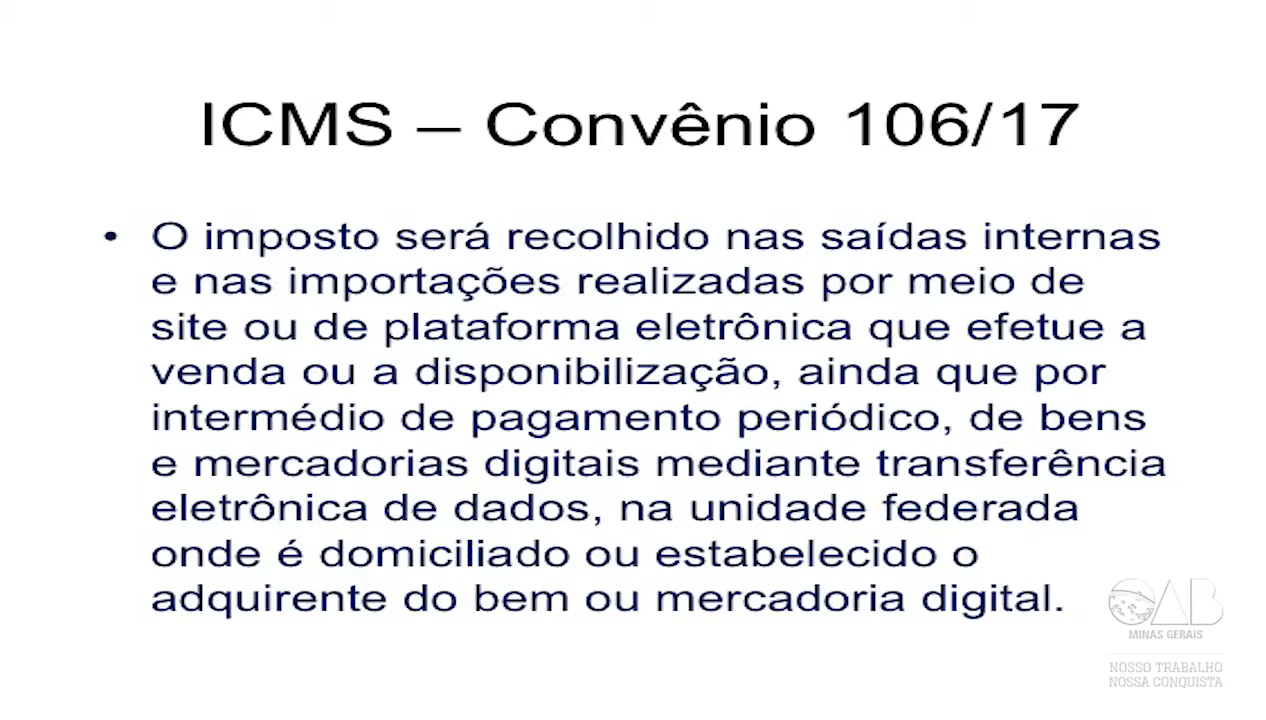 ICMS – Convênio 106/17
• O imposto será recolhido nas saídas internas
e nas importações realizadas por meio de
site ou de plataforma eletrônica que efetue a
venda ou a disponibilização, ainda que por
intermédio de pagamento periódico, de bens
e mercadorias digitais mediante transferência
eletrônica de dados, na unidade federada
onde é domiciliado ou estabelecido o
adquirente do bem ou mercadoria digital.
OAB
MINAS GERAIS
NOSSO TRABALHO
NOSSA CONQUISTA